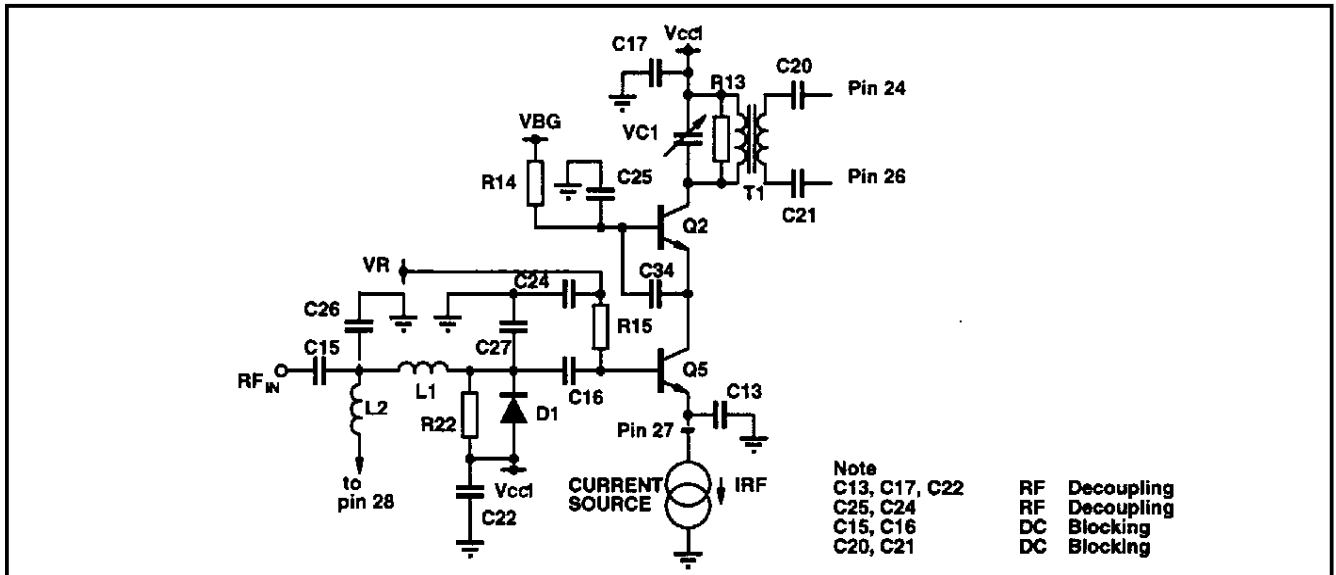 VccI
C17
C20
R13
Pin 24
VBG
VC1
C25
R14
Pin 26
T1
C21
Q2
VR
C34
C24
C26
R15
C15
C27
Q5
RFIN
L1
C16
C13
L2
R22
D1
Pin 27
to
pin 28
VccI
C22
CURRENT
SOURCE
IRF
Note
C13, C17, C22 RF Decoupling
C25, C24 RF Decoupling
C15, C16 DC Blocking
C20, C21 DC Blocking